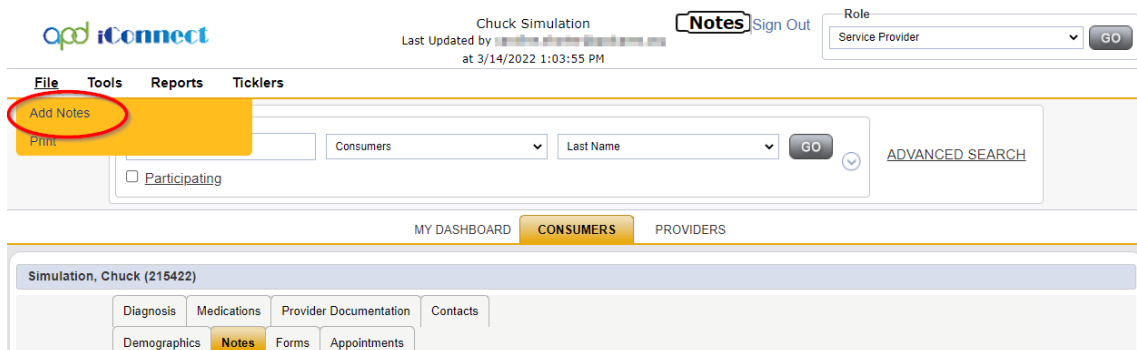 apd iConnect
Chuck Simulation
Last Updated by
at 3/14/2022 1:03:55 PM
Notes Sign Out
Role
Service Provider GO
File Tools Reports Ticklers
Add Notes
Print
Consumers Last Name GO
ADVANCED SEARCH
Participating
MY DASHBOARD CONSUMERS PROVIDERS
Simulation, Chuck (215422)
Diagnosis Medications Provider Documentation Contacts
Demographics Notes Forms Appointments